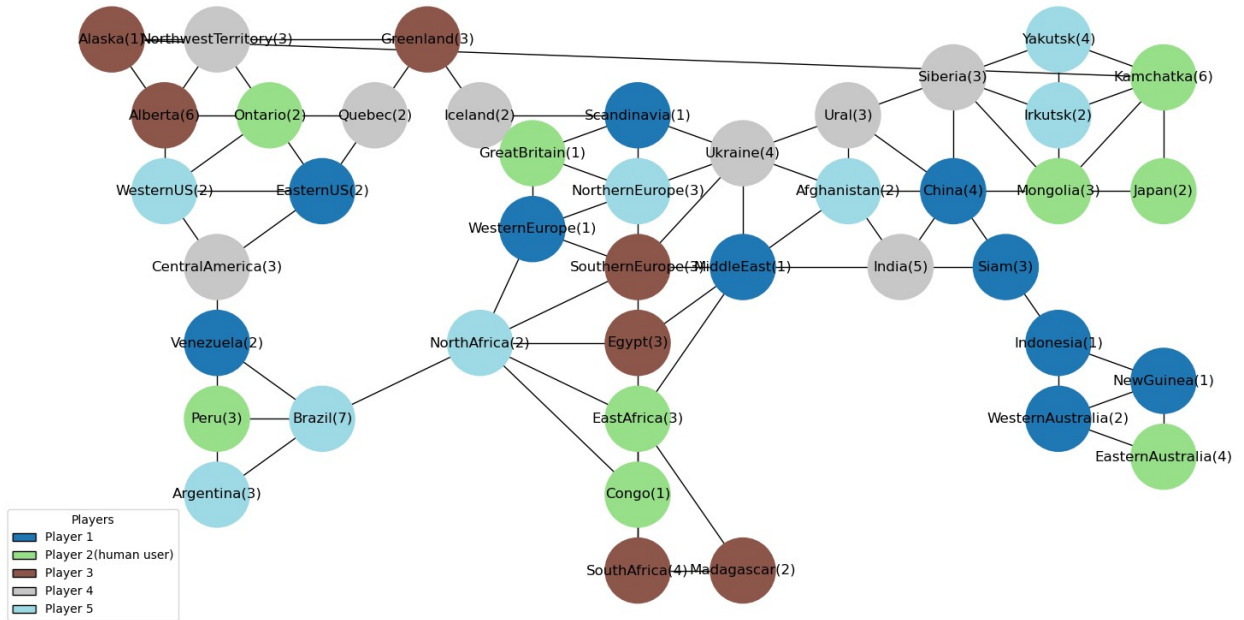 Alaska(1)
NorthwestTerritory(3)
Greenland(3)
Yakutsk(4)
Siberia(3)
Kamchatka(6)
Alberta(6)
Ontario(2)
Quebec(2)
Iceland(2)
Scandinavia(1)
Ural(3)
Irkutsk(2)
GreatBritain(1)
Ukraine(4)
WesternUS(2)
EasternUS(2)
NorthernEurope(3)
Afghanistan(2)
China(4)
Mongolia(3)
Japan(2)
WesternEurope(1)
CentralAmerica(3)
SouthernEurope(3)
MiddleEast(1)
India(5)
Siam(3)
Venezuela(2)
NorthAfrica(2)
Egypt(3)
Indonesia(1)
NewGuinea(1)
Peru(3)
Brazil(7)
EastAfrica(3)
WesternAustralia(2)
EasternAustralia(4)
Argentina(3)
Congo(1)
SouthAfrica(4)
Madagascar(2)
Players
Player 1
Player 2(human user)
Player 3
Player 4
Player 5